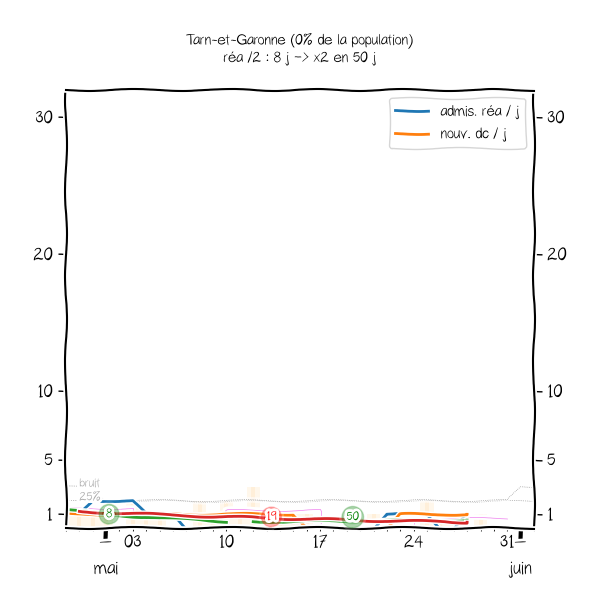 Tarn-et-Garonne (0% de la population)
réa /2 : 8 j -> x2 en 50 j
admis. réa / j
nouv. dc / j
30
30
20
20
10
10
5
5
bruit
25%
1
8
19
50
1
1 03 10 17 24 31 1
mai juin